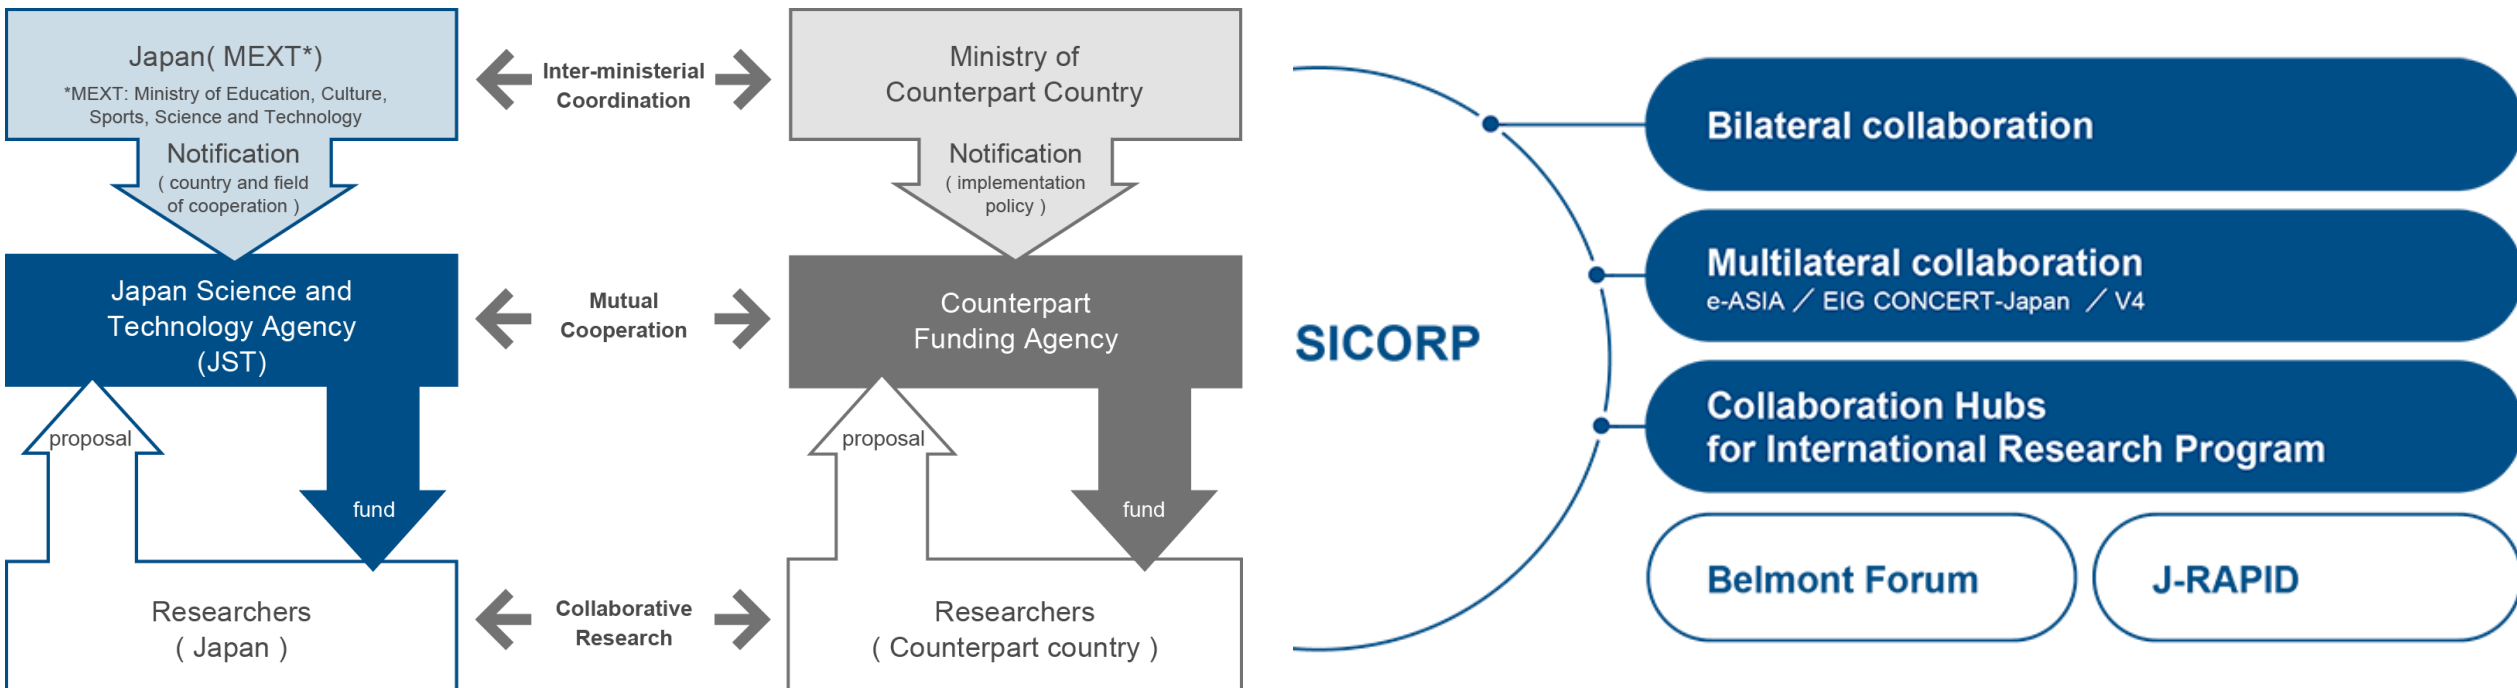 Japan( MEXT*)
*MEXT: Ministry of Education, Culture,
Sports, Science and Technology
Inter-ministerial
Coordination
Ministry of
Counterpart Country
Notification
( country and field
of cooperation )
Notification
( implementation
policy )
Japan Science and
Technology Agency
(JST)
Mutual
Cooperation
Counterpart
Funding Agency
proposal
fund
proposal
fund
Researchers
( Japan )
Collaborative
Research
Researchers
( Counterpart country )
SICORP
Bilateral collaboration
Multilateral collaboration
e-ASIA ／ EIG CONCERT-Japan ／ V4
Collaboration Hubs
for International Research Program
Belmont Forum
J-RAPID